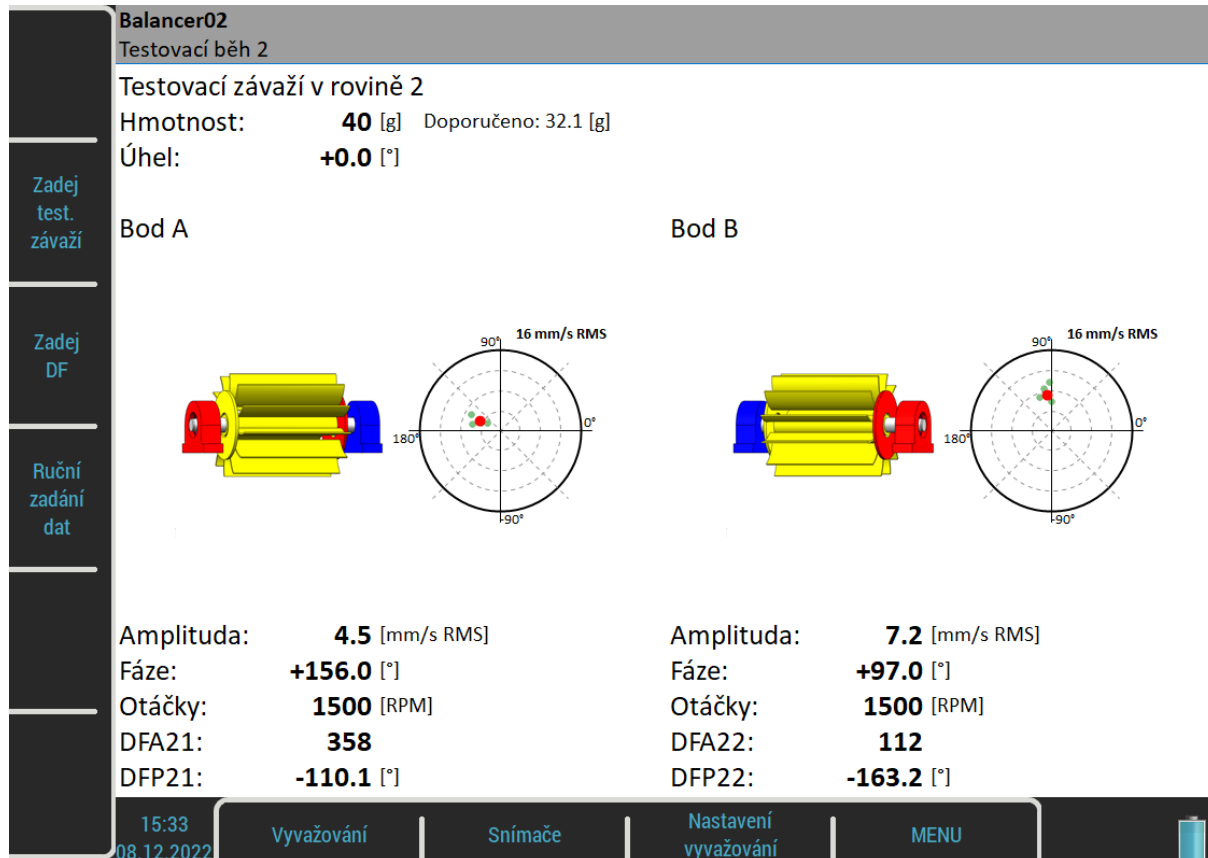 Balancer02
Testovací běh 2
Testovací závaží v rovině 2
Hmotnost: 40 [g] Doporučeno: 32.1 [g]
Úhel: +0.0 [°]
Zadej
test.
závaží
Zadej
DF
Ruční
zadání
dat
Bod A
16 mm/s RMS
90°
180°
0°
-90°
Amplituda: 4.5 [mm/s RMS]
Fáze: +156.0 [°]
Otáčky: 1500 [RPM]
DFA21: 358
DFP21: -110.1 [°]
Bod B
16 mm/s RMS
90°
180°
0°
-90°
Amplituda: 7.2 [mm/s RMS]
Fáze: +97.0 [°]
Otáčky: 1500 [RPM]
DFA22: 112
DFP22: -163.2 [°]
15:33
08.12.2022
Vyvažování
Snímače
Nastavení
vyvažování
MENU